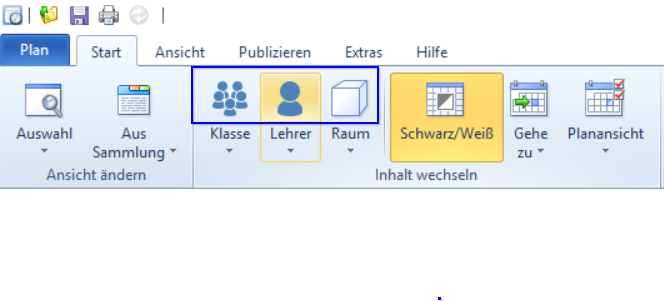 Plan Start Ansicht Publizieren Extras Hilfe
Auswahl Aus Sammlung Klasse Lehrer Raum Schwarz/Weiß Gehe zu Planansicht
Ansicht ändern Inhalt wechseln